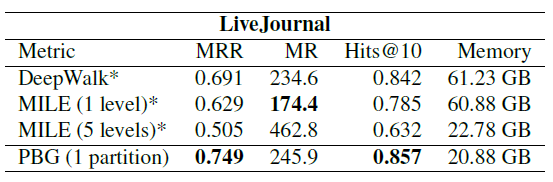 LiveJournal
Metric MRR MR Hits@10 Memory
DeepWalk* 0.691 234.6 0.842 61.23 GB
MILE (1 level)* 0.629 174.4 0.785 60.88 GB
MILE (5 levels)* 0.505 462.8 0.632 22.78 GB
PBG (1 partition) 0.749 245.9 0.857 20.88 GB